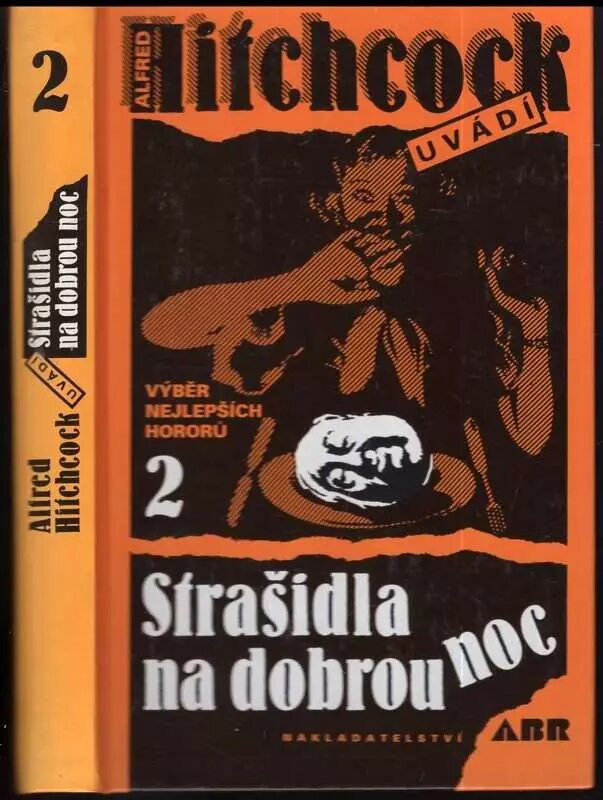 2
Strašidla
na dobrou noc
UVÁDÍ
Alfred
Hitchcock
ALFRED
Hitchcock
UVÁDÍ
VÝBĚR
NEJLEPŠÍCH
HORORŮ
2
Strašidla
na dobrou noc
NAKLADATELSTVÍ ABR